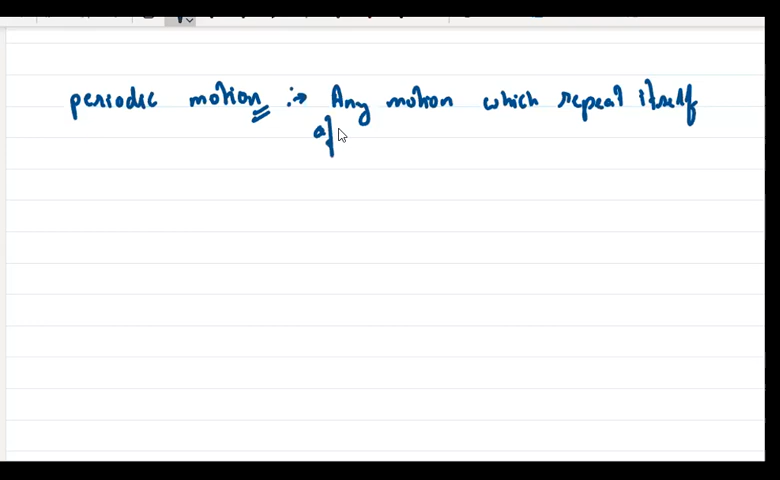 periodic motion :→ Any motion which repeat itself
af